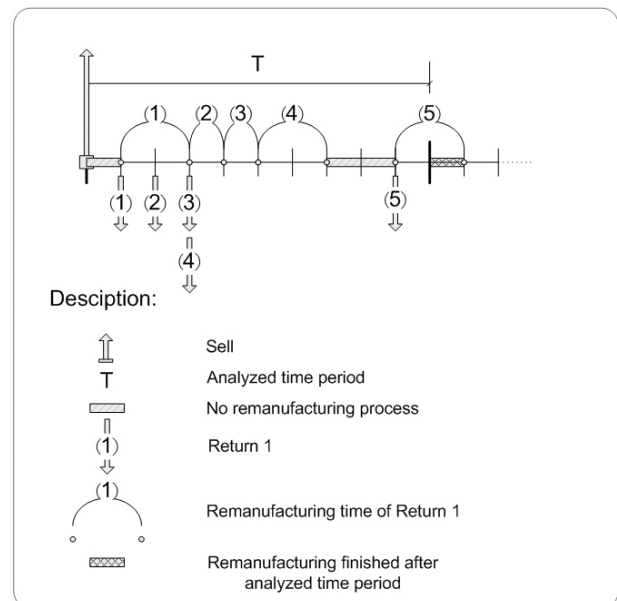 T
(1) (2) (3) (4) (5)
(1) (2) (3) (5)
(4)
Desciption:
Sell
T Analyzed time period
No remanufacturing process
(1) Return 1
(1)
Remanufacturing time of Return 1
Remanufacturing finished after
analyzed time period